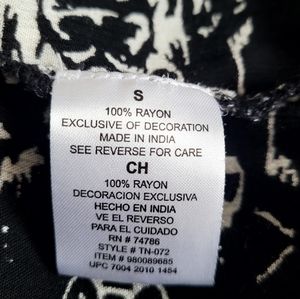 S
100% RAYON
EXCLUSIVE OF DECORATION
MADE IN INDIA
SEE REVERSE FOR CARE
CH
100% RAYON
DECORACION EXCLUSIVA
HECHO EN INDIA
VE EL REVERSO
PARA EL CUIDADO
RN # 74786
STYLE # TN-072
ITEM # 980089685
UPC 7004 2010 1454